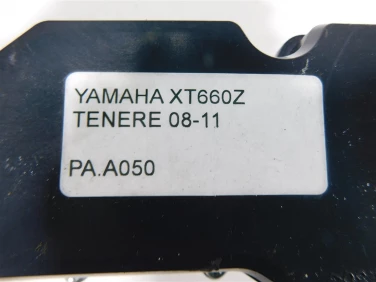 YAMAHA XT660Z
TENERE 08-11
PA.A050